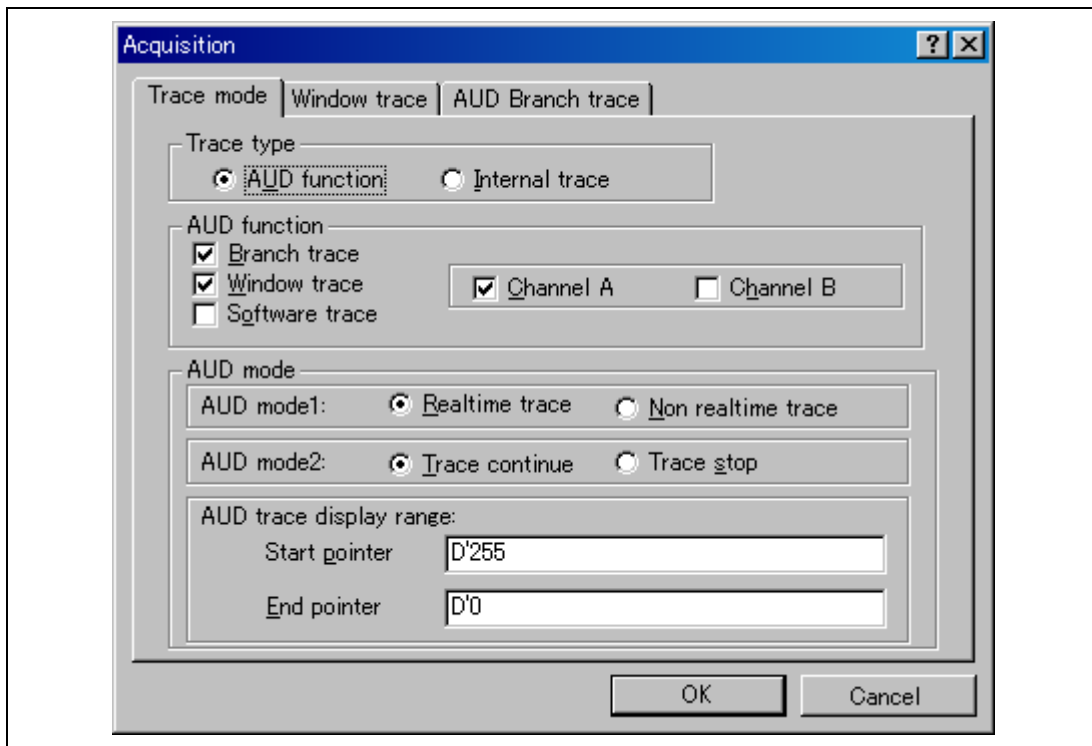 Acquisition
Trace mode Window trace AUD Branch trace
Trace type
AUD function Internal trace
AUD function
Branch trace
Window trace Channel A Channel B
Software trace
AUD mode
AUD mode1: Realtime trace Non realtime trace
AUD mode2: Trace continue Trace stop
AUD trace display range:
Start pointer D'255
End pointer D'0
OK Cancel